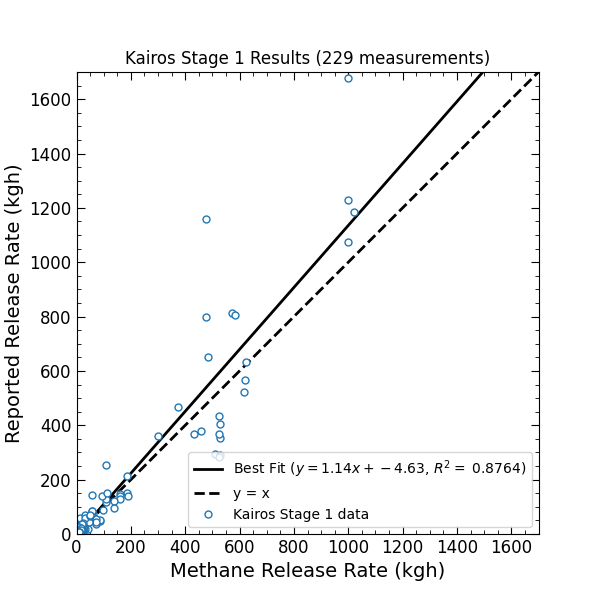 Kairos Stage 1 Results (229 measurements)
Reported Release Rate (kgh)
1600
1400
1200
1000
800
600
400
200
0
Best Fit (y = 1.14x + −4.63, R² = 0.8764)
y = x
Kairos Stage 1 data
0 200 400 600 800 1000 1200 1400 1600
Methane Release Rate (kgh)